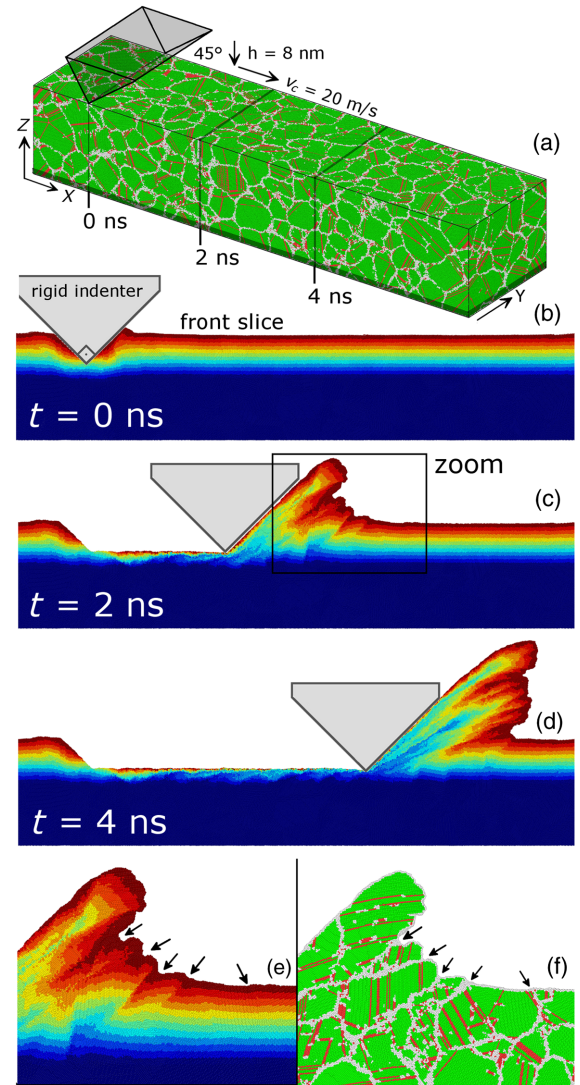 45° h = 8 nm
v_c = 20 m/s
(a)
Z
X
0 ns
2 ns
4 ns
Y
(b)
rigid indenter
front slice
t = 0 ns
zoom
(c)
t = 2 ns
(d)
t = 4 ns
(e)
(f)